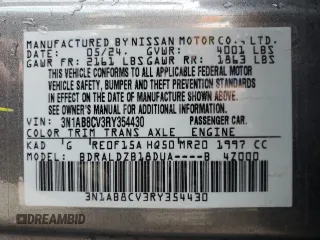 MANUFACTURED BY NISSAN MOTOR CO., LTD.
DATE: 05/24. GVWR: 4001 LBS
GAWR FR: 2161 LBS GAWR RR: 1863 LBS
THIS VEHICLE CONFORMS TO ALL APPLICABLE FEDERAL MOTOR
VEHICLE SAFETY, BUMPER, AND THEFT PREVENTION STANDARDS
IN EFFECT ON THE DATE OF MANUFACTURE SHOWN ABOVE.
SEE OWNER'S MANUAL FOR ADDITIONAL INFORMATION
VIN: 3N1AB8CV3RY354430 PASSENGER CAR.
COLOR TRIM TRANS AXLE ENGINE
KAD G RE0F15A HQ50 MR20 1997 CC
MODEL: BDRALDZB18DUA----B 4Z000
3N1AB8CV3RY354430
DREAMBID